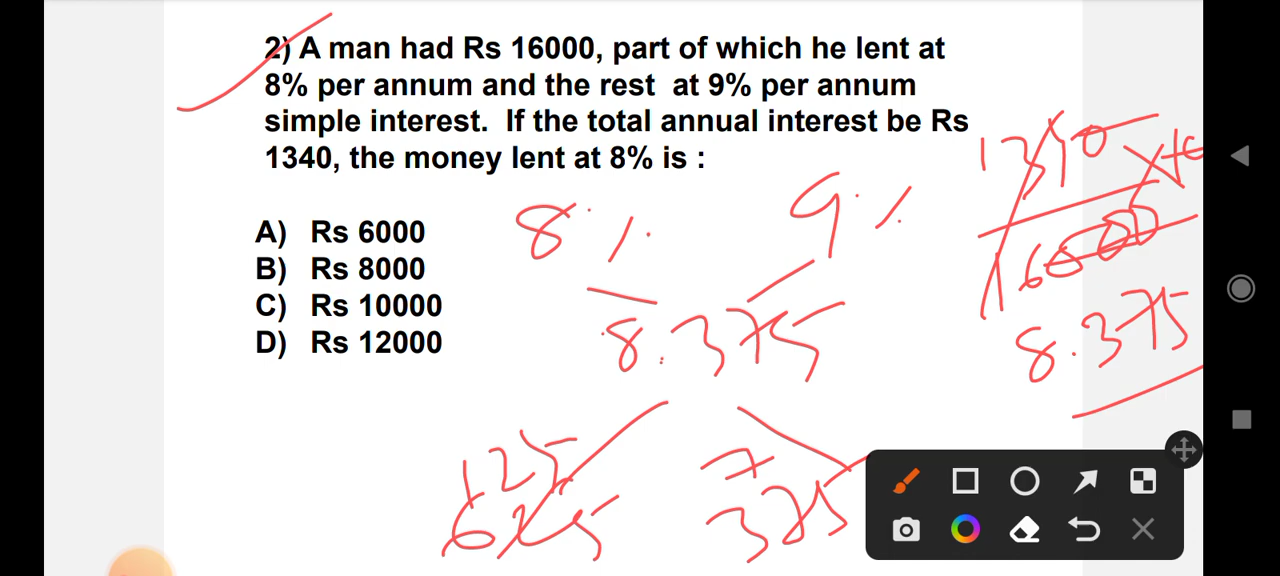 2) A man had Rs 16000, part of which he lent at
8% per annum and the rest at 9% per annum
simple interest. If the total annual interest be Rs
1340, the money lent at 8% is :
A) Rs 6000
B) Rs 8000
C) Rs 10000
D) Rs 12000
8% 9%
8.375
625 375
125
1340
16000
8.375